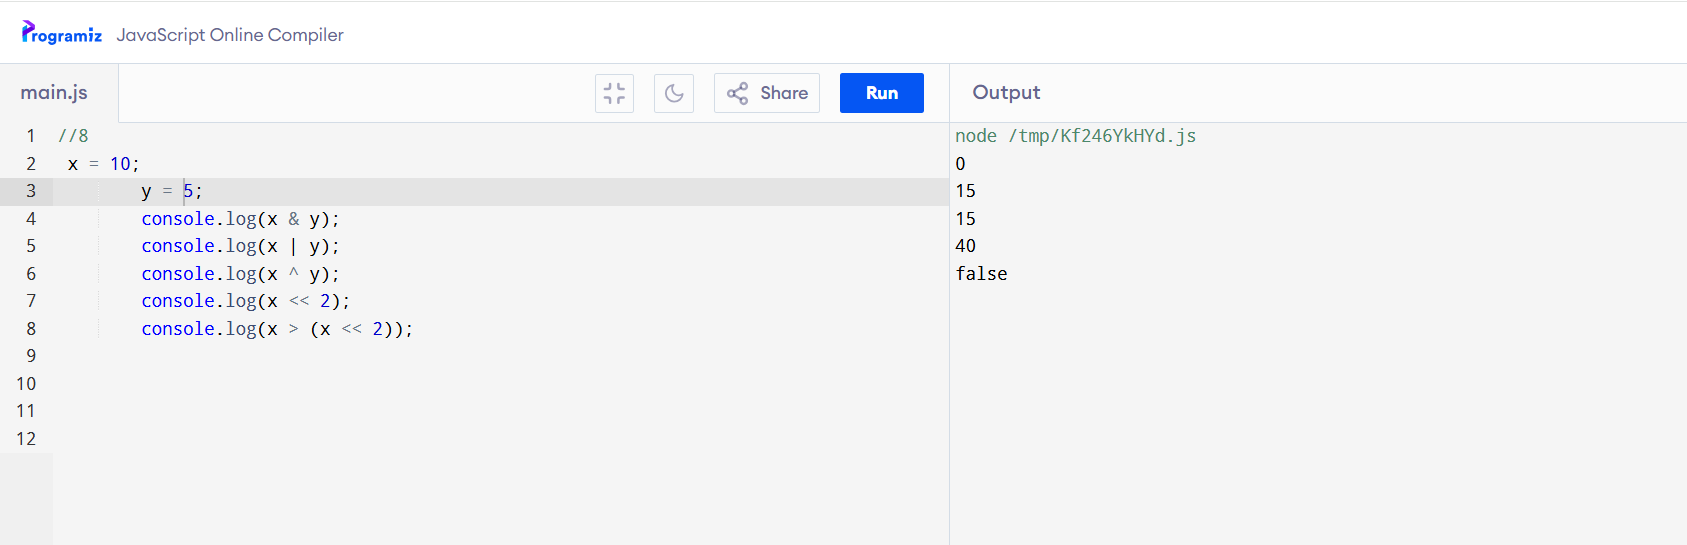 Programiz JavaScript Online Compiler
main.js Share Run Output
1 //8
2 x = 10;
3 y = 5;
4 console.log(x & y);
5 console.log(x | y);
6 console.log(x ^ y);
7 console.log(x << 2);
8 console.log(x > (x << 2));
9
10
11
12
node /tmp/Kf246YkHYd.js
0
15
15
40
false